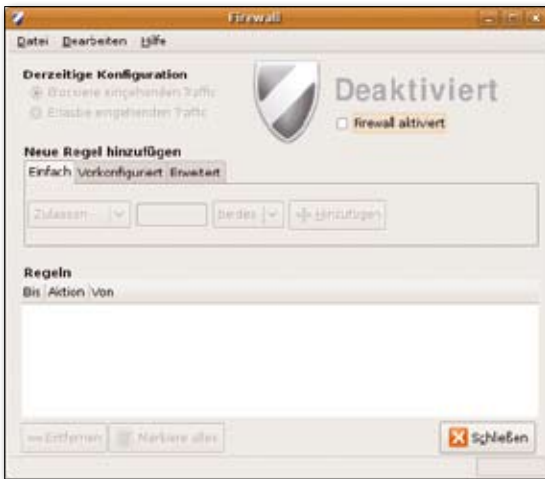 Firewall
Datei Bearbeiten Hilfe
Derzeitige Konfiguration
Blockiere eingehenden Traffic
Erlaube eingehenden Traffic
Deaktiviert
Firewall aktiviert
Neue Regel hinzufügen
Einfach Vorkonfiguriert Erweitert
Zulassen beides Hinzufügen
Regeln
Bis Aktion Von
Entfernen Markiere alles Schließen